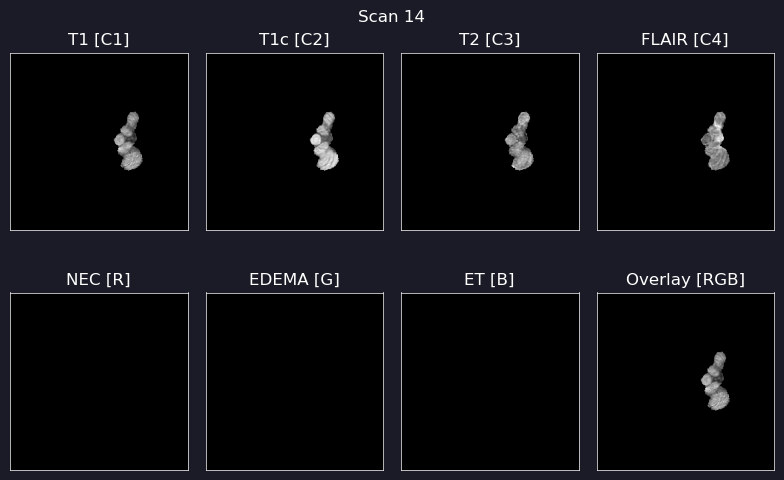 Scan 14
T1 [C1]
T1c [C2]
T2 [C3]
FLAIR [C4]
NEC [R]
EDEMA [G]
ET [B]
Overlay [RGB]